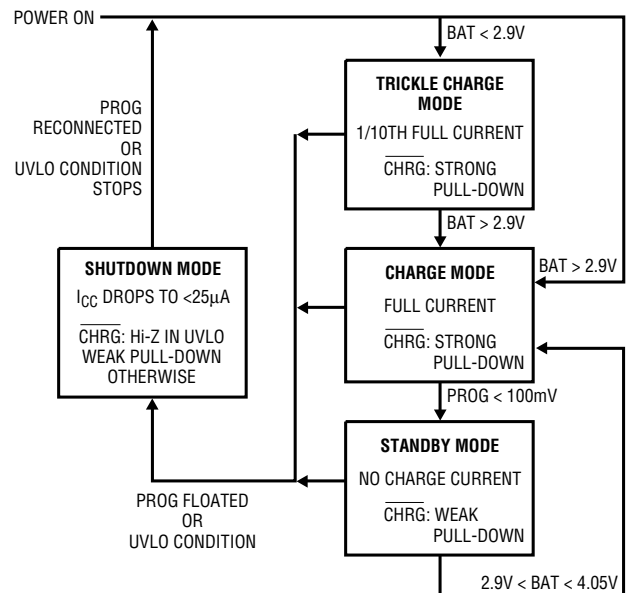 POWER ON
BAT < 2.9V
TRICKLE CHARGE
MODE
1/10TH FULL CURRENT
CHRG: STRONG
PULL-DOWN
PROG
RECONNECTED
OR
UVLO CONDITION
STOPS
BAT > 2.9V
SHUTDOWN MODE
ICC DROPS TO <25µA
CHRG: Hi-Z IN UVLO
WEAK PULL-DOWN
OTHERWISE
CHARGE MODE
FULL CURRENT
CHRG: STRONG
PULL-DOWN
BAT > 2.9V
PROG < 100mV
STANDBY MODE
NO CHARGE CURRENT
CHRG: WEAK
PULL-DOWN
PROG FLOATED
OR
UVLO CONDITION
2.9V < BAT < 4.05V